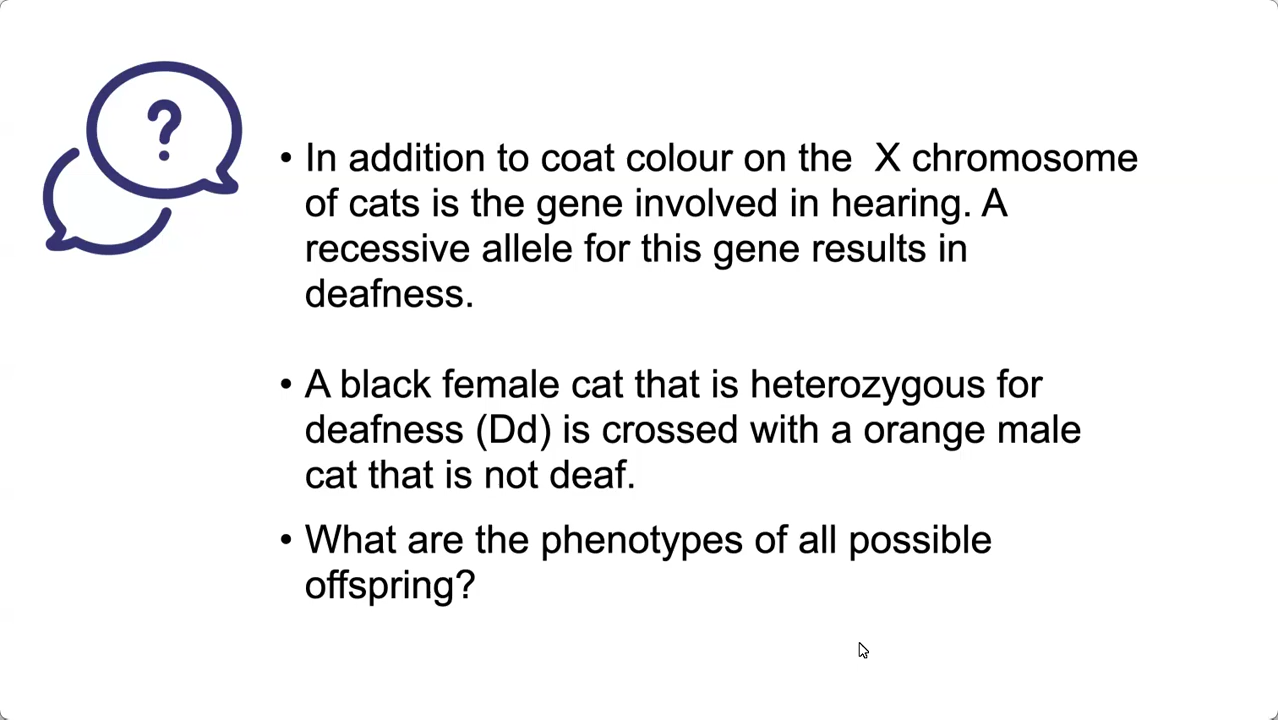 ?
• In addition to coat colour on the  X chromosome
of cats is the gene involved in hearing. A
recessive allele for this gene results in
deafness.
• A black female cat that is heterozygous for
deafness (Dd) is crossed with a orange male
cat that is not deaf.
• What are the phenotypes of all possible
offspring?